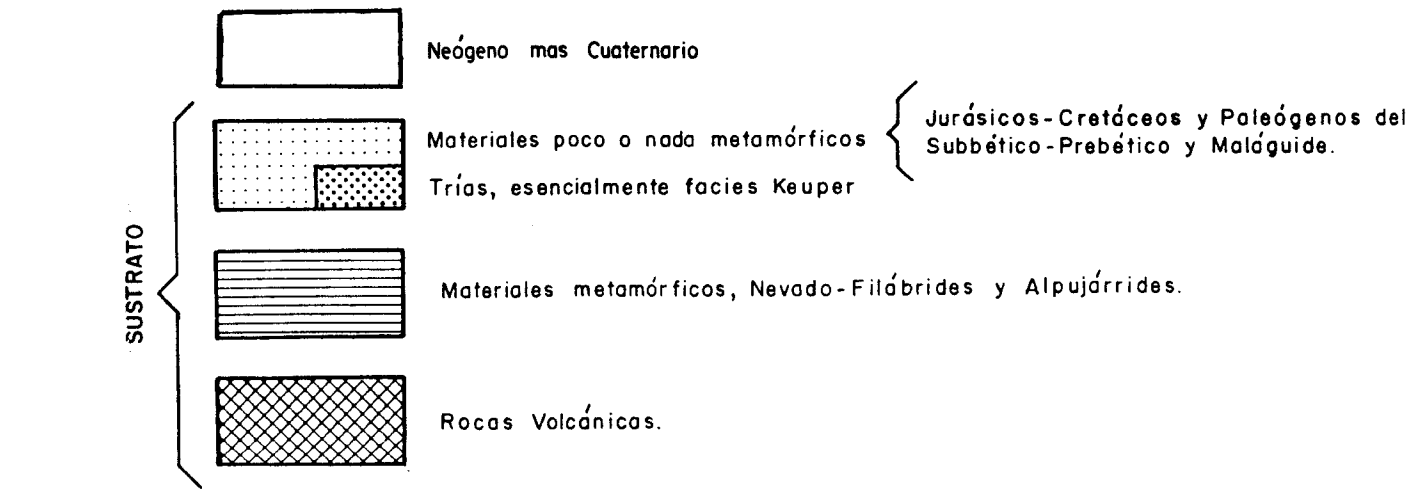 Neógeno mas Cuaternario
Materiales poco o nada metamórficos
Jurásicos-Cretáceos y Paleógenos del
Subbético-Prebético y Maláguide.
Trías, esencialmente facies Keuper
SUSTRATO
Materiales metamórficos, Nevado-Filábrides y Alpujárrides.
Rocas Volcánicas.